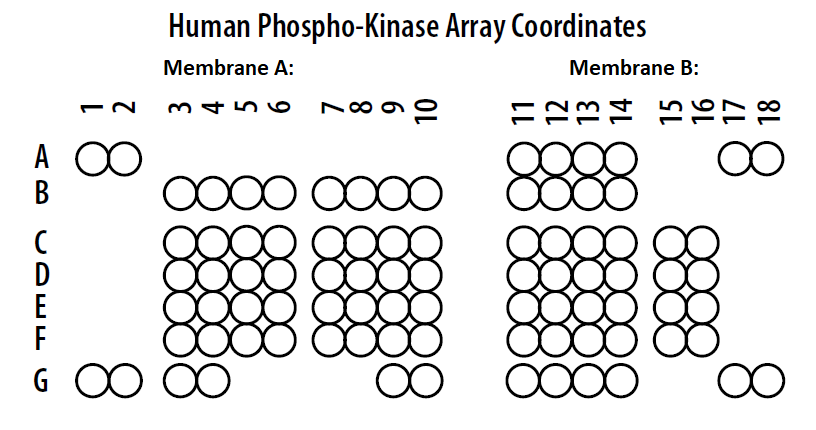 Human Phospho-Kinase Array Coordinates
Membrane A: Membrane B:
1 2 3 4 5 6 7 8 9 10 11 12 13 14 15 16 17 18
A
B
C
D
E
F
G